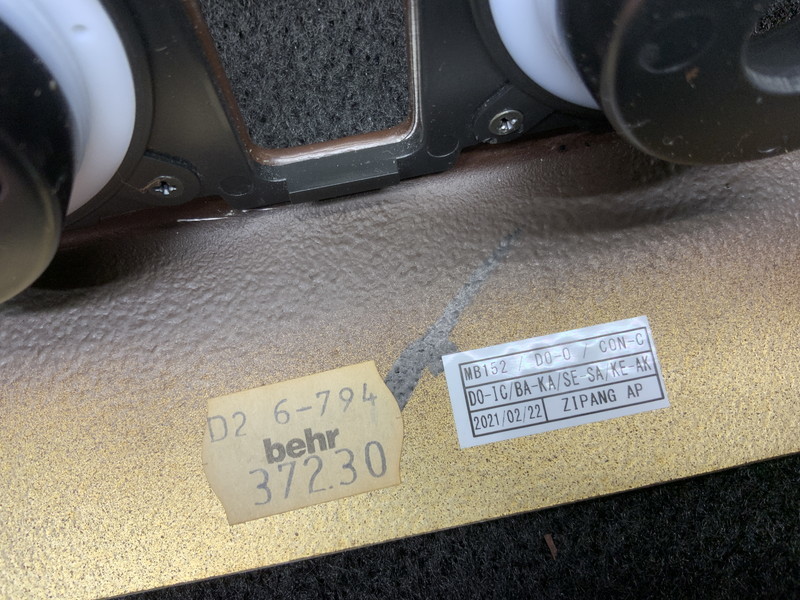 D2 6-794
behr
372.30
MB152 / DO-O / CON-C
DO-IC/BA-KA/SE-SA/KE-AK
2021/02/22 ZIPANG AP